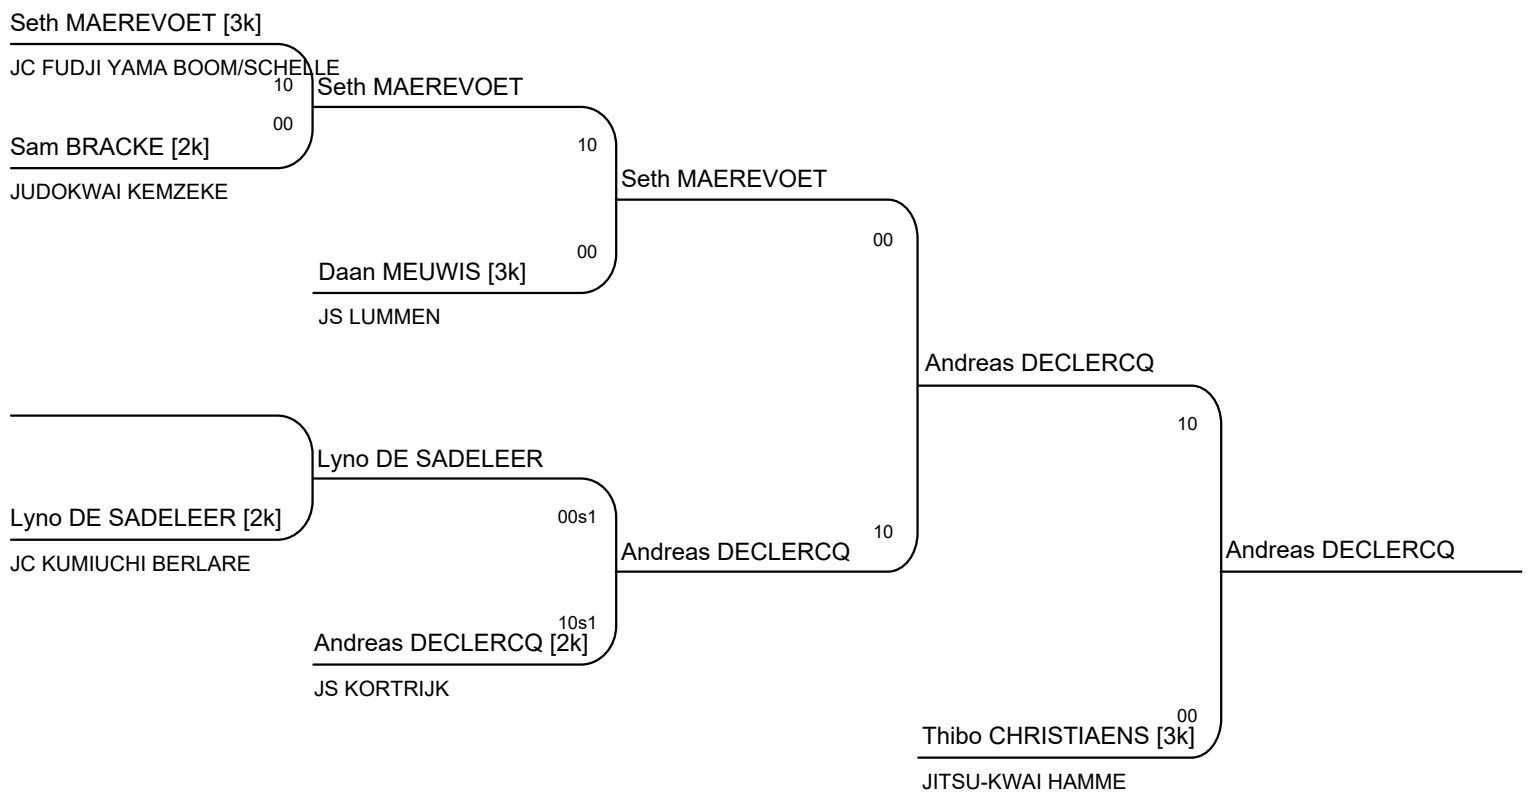 Seth MAEREVOET [3k]
JC FUDJI YAMA BOOM/SCHELLE
10
Seth MAEREVOET
00
Sam BRACKE [2k]
10
JUDOKWAI KEMZEKE
Seth MAEREVOET
00
00
Daan MEUWIS [3k]
JS LUMMEN
Andreas DECLERCQ
10
Lyno DE SADELEER
Lyno DE SADELEER [2k]
00s1
10
JC KUMIUCHI BERLARE
Andreas DECLERCQ
Andreas DECLERCQ
10s1
Andreas DECLERCQ [2k]
JS KORTRIJK
00
Thibo CHRISTIAENS [3k]
JITSU-KWAI HAMME